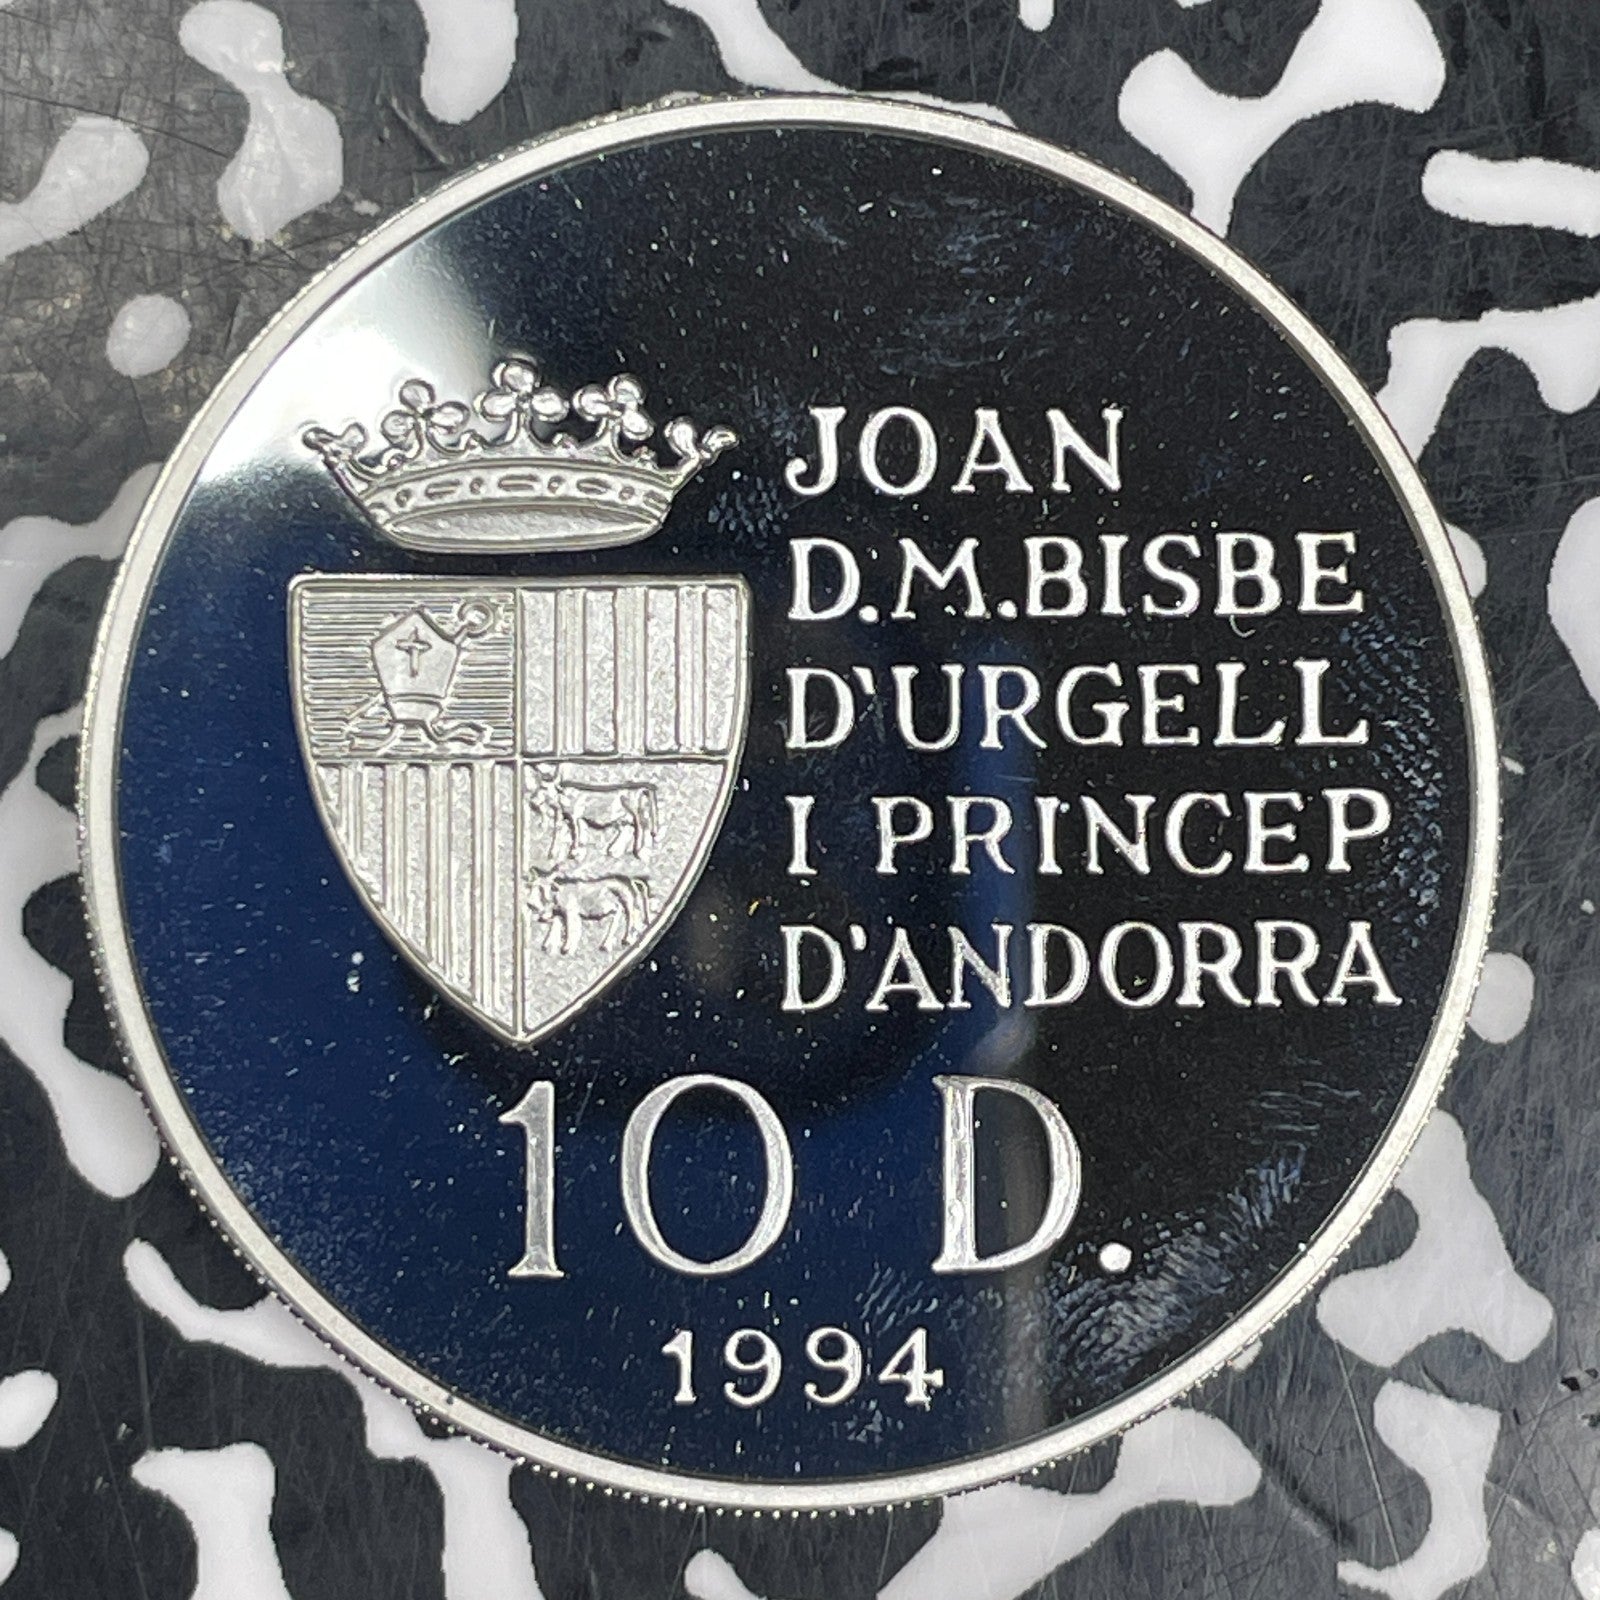 JOAN
D.M.BISBE
D'URGELL
I PRINCEP
D'ANDORRA
10 D.
1994